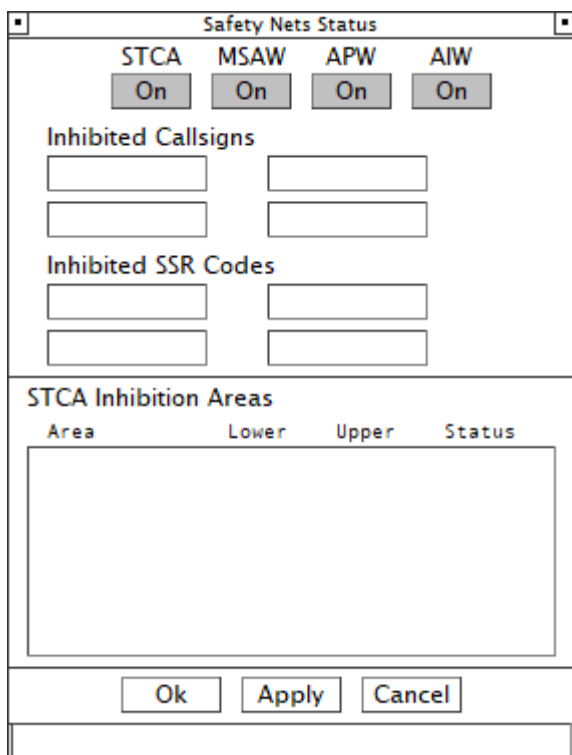 Safety Nets Status
STCA MSAW APW AIW
On On On On
Inhibited Callsigns
Inhibited SSR Codes
STCA Inhibition Areas
Area Lower Upper Status
Ok Apply Cancel